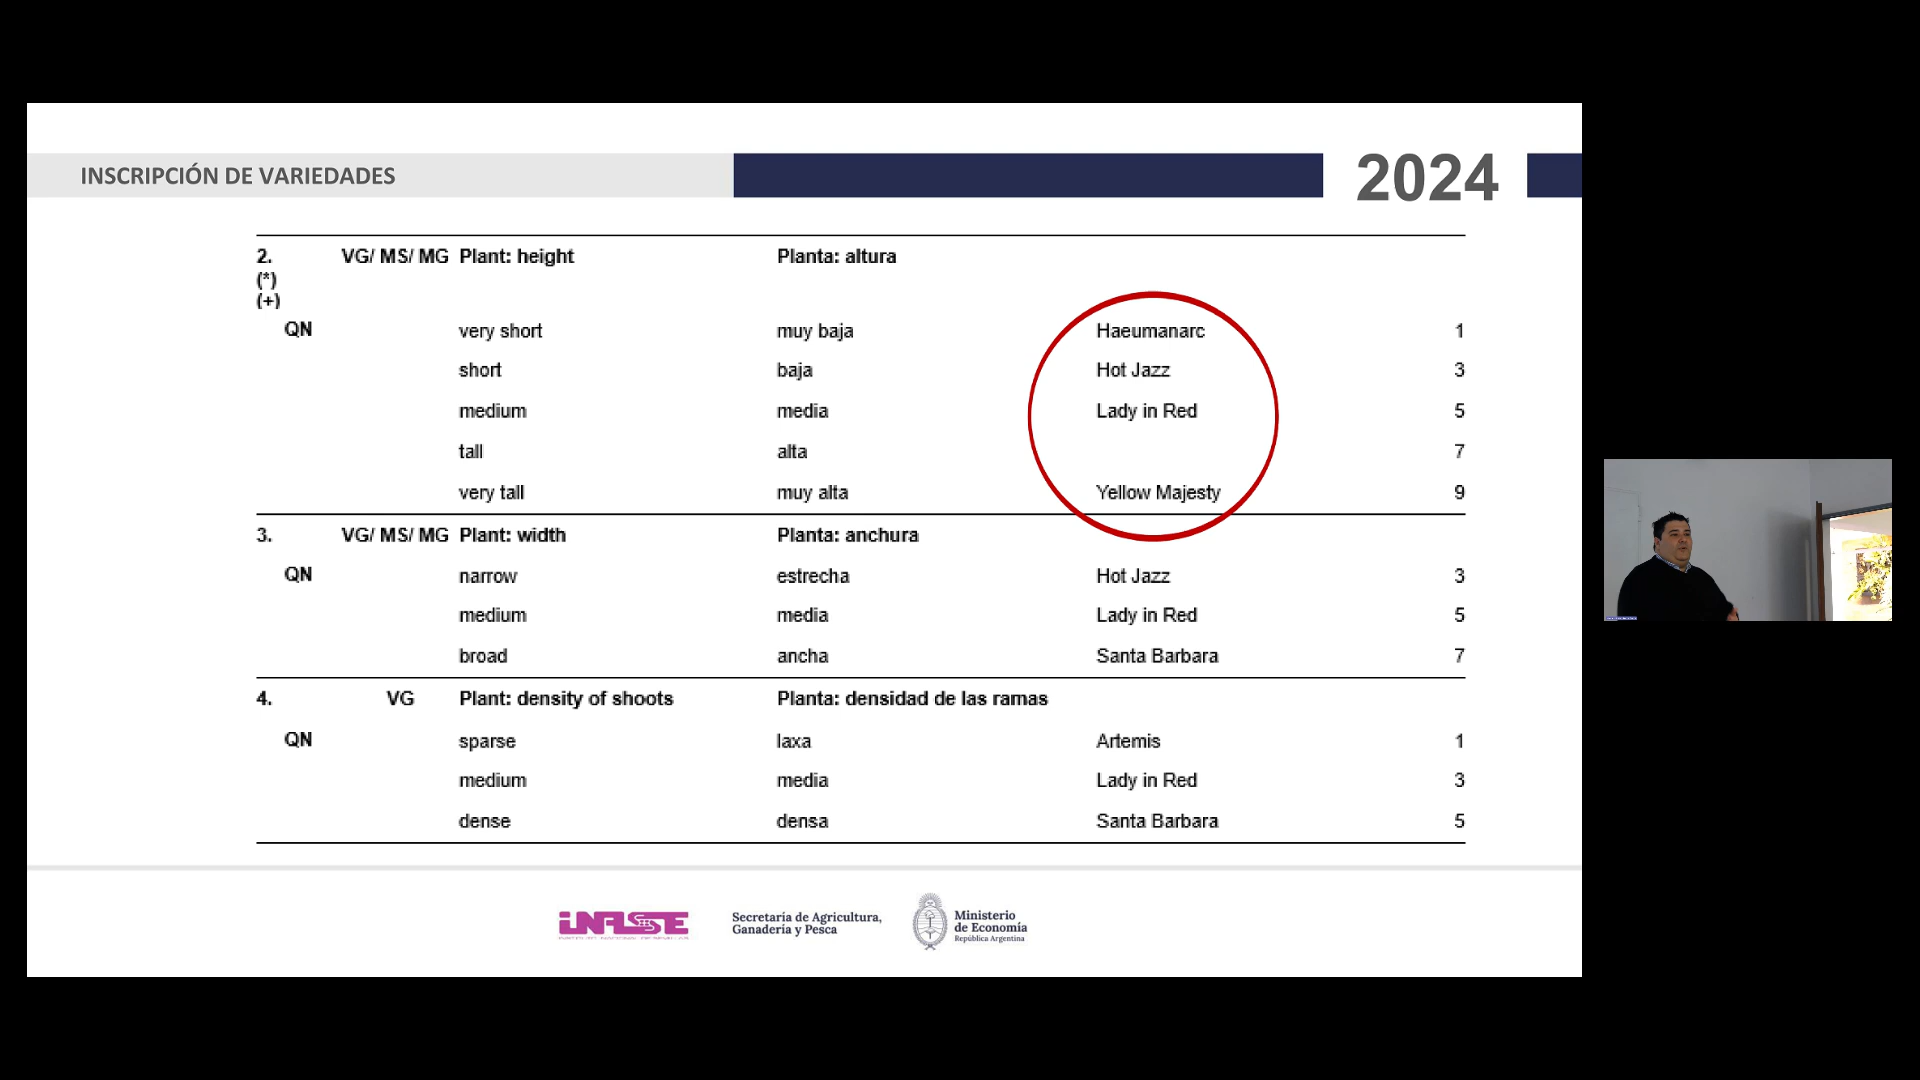 INSCRIPCIÓN DE VARIEDADES
2024
2. VG/ MS/ MG Plant: height Planta: altura
(*)
(+)
QN very short muy baja Haeumanarc 1
short baja Hot Jazz 3
medium media Lady in Red 5
tall alta 7
very tall muy alta Yellow Majesty 9
3. VG/ MS/ MG Plant: width Planta: anchura
QN narrow estrecha Hot Jazz 3
medium media Lady in Red 5
broad ancha Santa Barbara 7
4. VG Plant: density of shoots Planta: densidad de las ramas
QN sparse laxa Artemis 1
medium media Lady in Red 3
dense densa Santa Barbara 5
INASE
Secretaría de Agricultura,
Ganadería y Pesca
Ministerio
de Economía
República Argentina